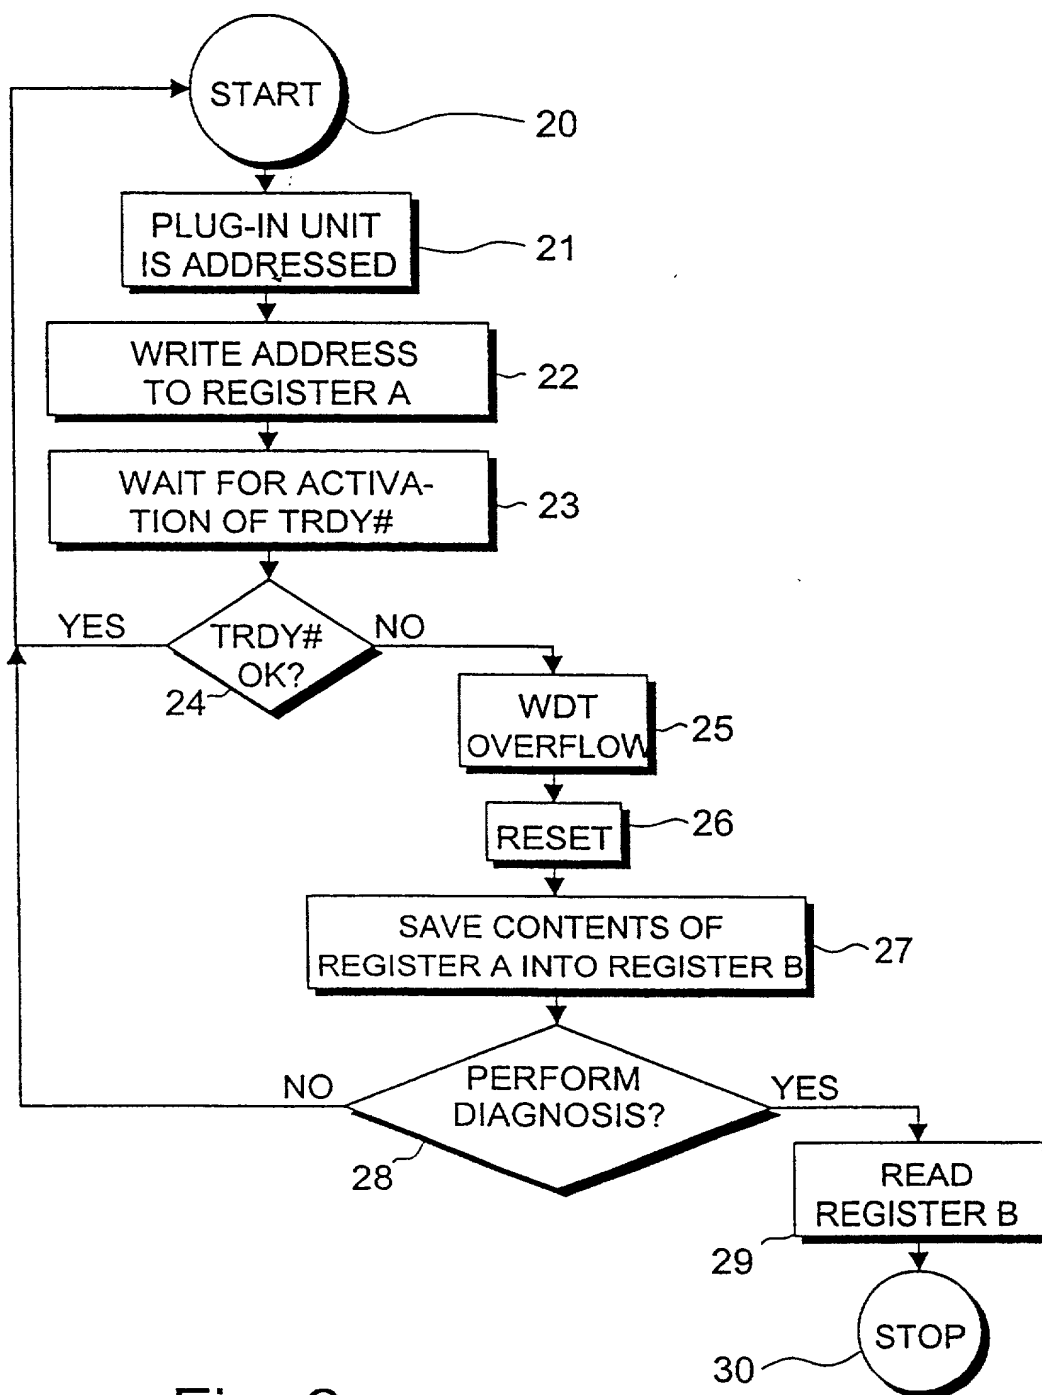 START
20
PLUG-IN UNIT
IS ADDRESSED
21
WRITE ADDRESS
TO REGISTER A
22
WAIT FOR ACTIVA-
TION OF TRDY#
23
YES
TRDY#
OK?
NO
24
WDT
OVERFLOW
25
RESET
26
SAVE CONTENTS OF
REGISTER A INTO REGISTER B
27
NO
PERFORM
DIAGNOSIS?
YES
28
READ
REGISTER B
29
STOP
30